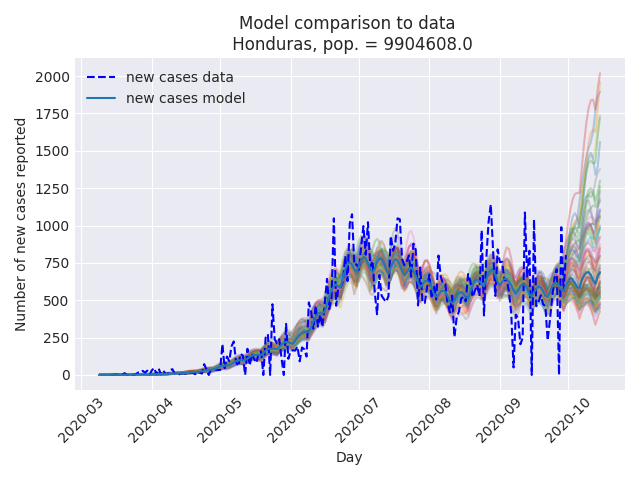 Model comparison to data
Honduras, pop. = 9904608.0
new cases data
new cases model
Number of new cases reported
2000
1750
1500
1250
1000
750
500
250
0
2020-03
2020-04
2020-05
2020-06
2020-07
2020-08
2020-09
2020-10
Day